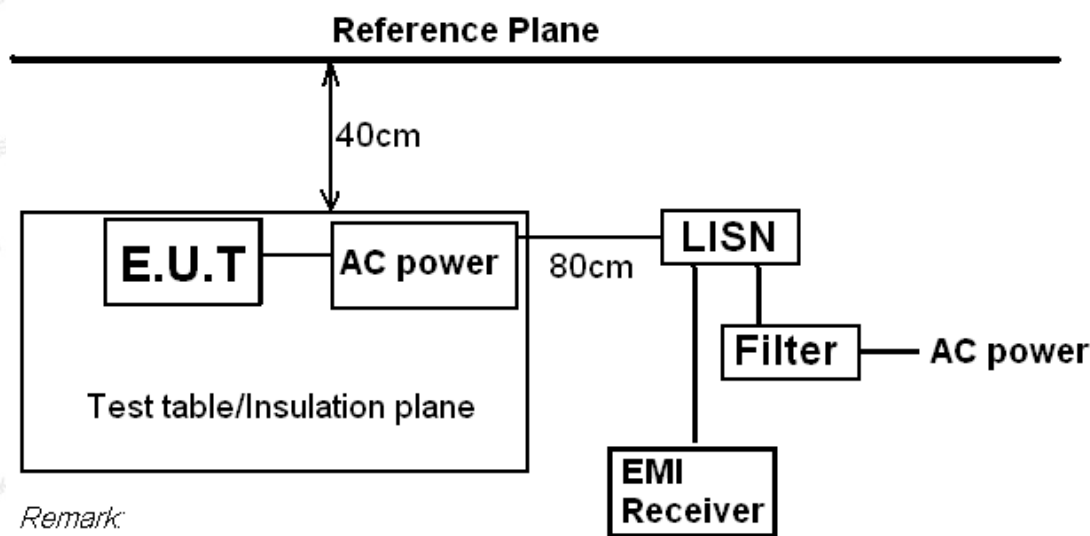 Reference Plane
40cm
E.U.T
AC power
80cm
LISN
Filter
AC power
Test table/Insulation plane
EMI
Receiver
Remark: